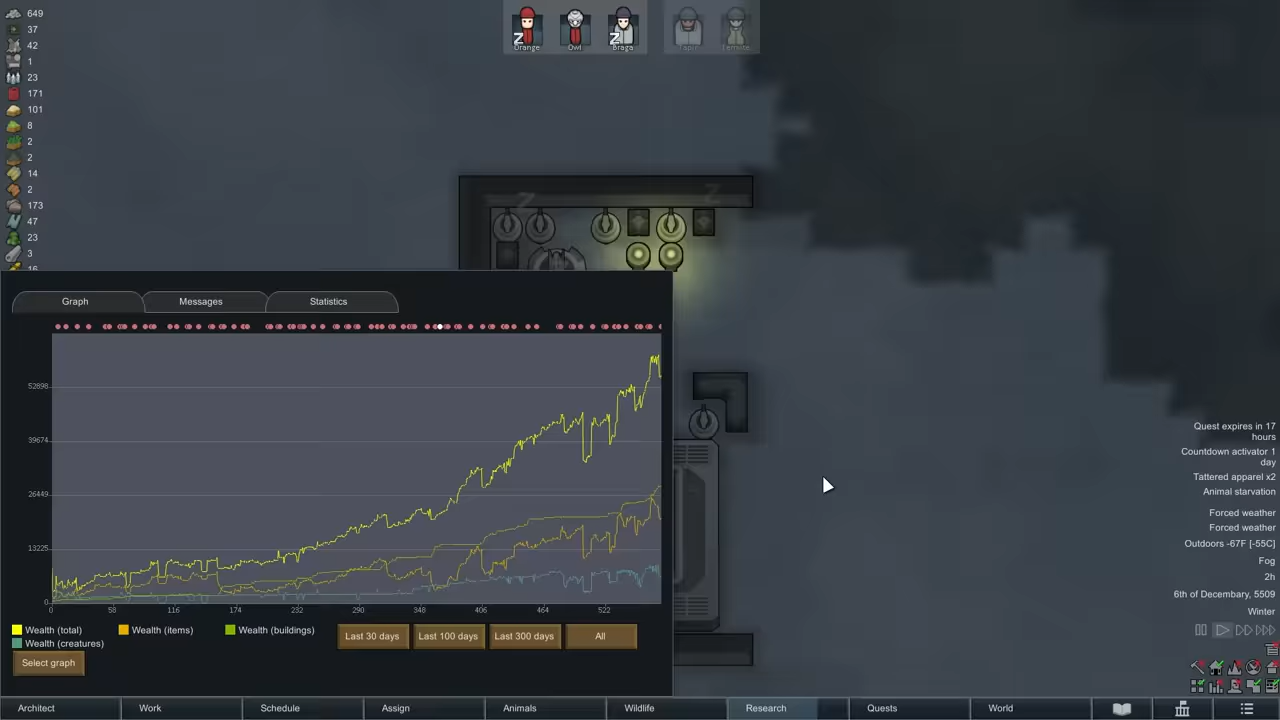 649
37
42
1
23
171
101
8
2
2
14
2
173
47
23
3
16
Z
Z
Orange
Owl
Braga
Tapir
Z
Z
Graph
Messages
Statistics
52898
39674
26449
13225
0
0
58
116
174
232
290
348
406
464
522
Wealth (total)
Wealth (items)
Wealth (buildings)
Wealth (creatures)
Last 30 days
Last 100 days
Last 300 days
All
Select graph
Quest expires in 17
hours
Countdown activator 1
day
Tattered apparel x2
Animal starvation
Forced weather
Forced weather
Outdoors -67F [-55C]
Fog
2h
6th of Decembary, 5509
Winter
Architect
Work
Schedule
Assign
Animals
Wildlife
Research
Quests
World